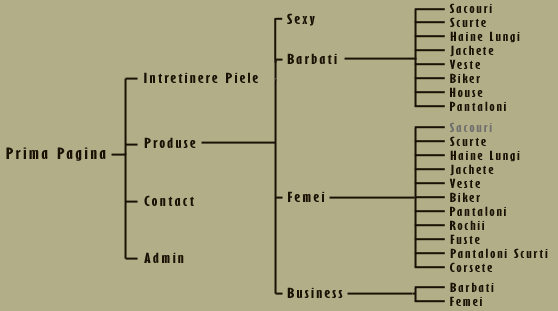 Prima Pagina
Intretinere Piele
Produse
Contact
Admin
Sexy
Barbati
Femei
Business
Sacouri
Scurte
Haine Lungi
Jachete
Veste
Biker
House
Pantaloni
Sacouri
Scurte
Haine Lungi
Jachete
Veste
Biker
Pantaloni
Rochii
Fuste
Pantaloni Scurti
Corsete
Barbati
Femei